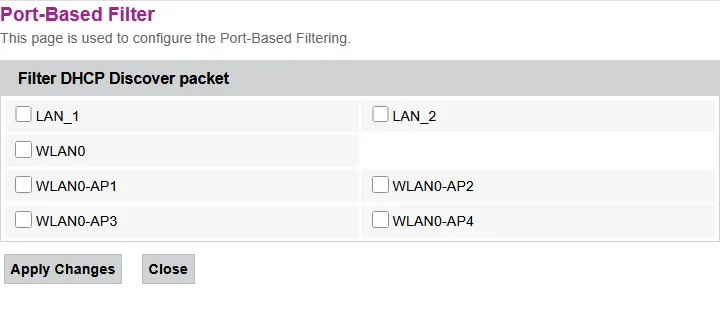 Port-Based Filter
This page is used to configure the Port-Based Filtering.
Filter DHCP Discover packet
LAN_1 LAN_2
WLAN0
WLAN0-AP1 WLAN0-AP2
WLAN0-AP3 WLAN0-AP4
Apply Changes Close